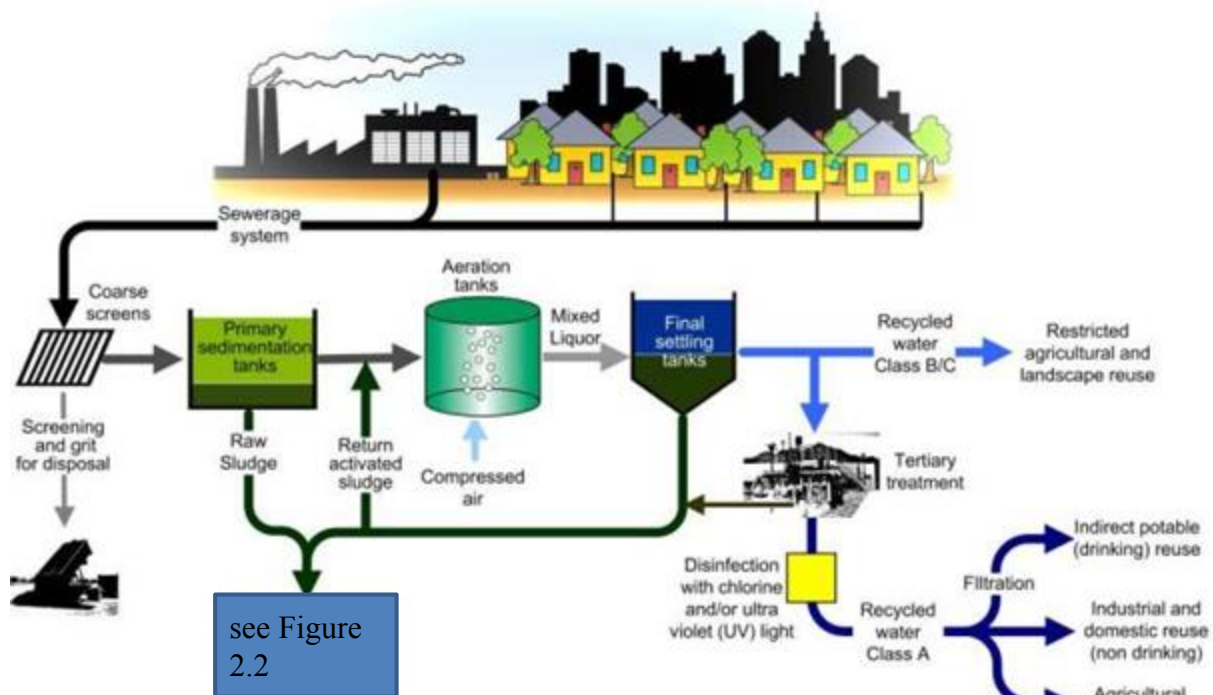 Sewerage
system
Coarse
screens
Primary
sedimentation
tanks
Aeration
tanks
Mixed
Liquor
Final
settling
tanks
Recycled
water
Class B/C
Restricted
agricultural and
landscape reuse
Screening
and grit
for disposal
Raw
Sludge
Return
activated
sludge
Compressed
air
Tertiary
treatment
see Figure
2.2
Disinfection
with chlorine
and/or ultra
violet (UV) light
Recycled
water
Class A
FIltration
Indirect potable
(drinking) reuse
Industrial and
domestic reuse
(non drinking)
Agricultural